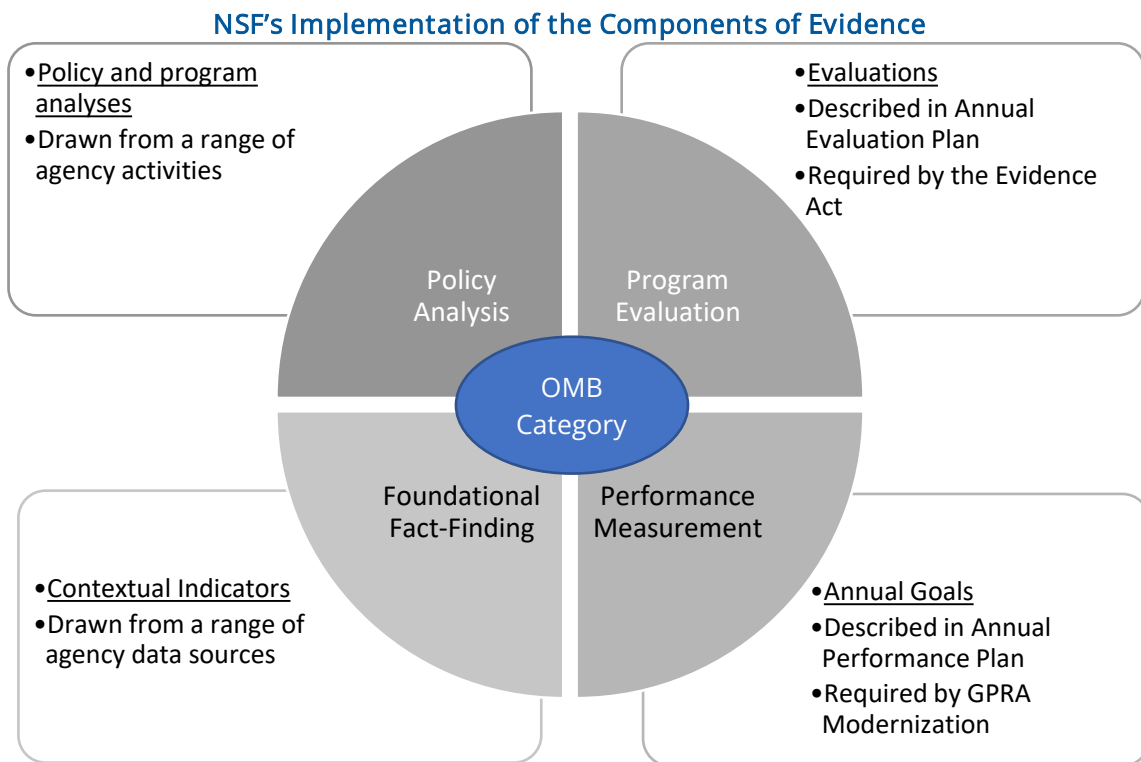 NSF's Implementation of the Components of Evidence
•Policy and program
analyses
•Drawn from a range of
agency activities
•Evaluations
•Described in Annual
Evaluation Plan
•Required by the Evidence
Act
Policy
Analysis
Program
Evaluation
OMB
Category
Foundational
Fact-Finding
Performance
Measurement
•Contextual Indicators
•Drawn from a range of
agency data sources
•Annual Goals
•Described in Annual
Performance Plan
•Required by GPRA
Modernization